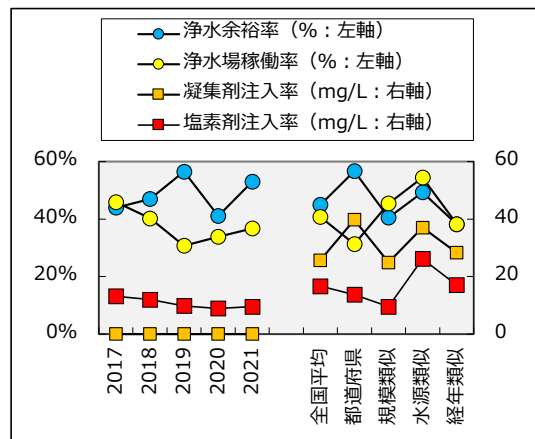 浄水余裕率（%：左軸）
浄水場稼働率（%：左軸）
凝集剤注入率（mg/L：右軸）
塩素剤注入率（mg/L：右軸）
60%
40%
20%
0%
60
40
20
0
2017
2018
2019
2020
2021
全国平均
都道府県
規模類似
水源類似
経年類似